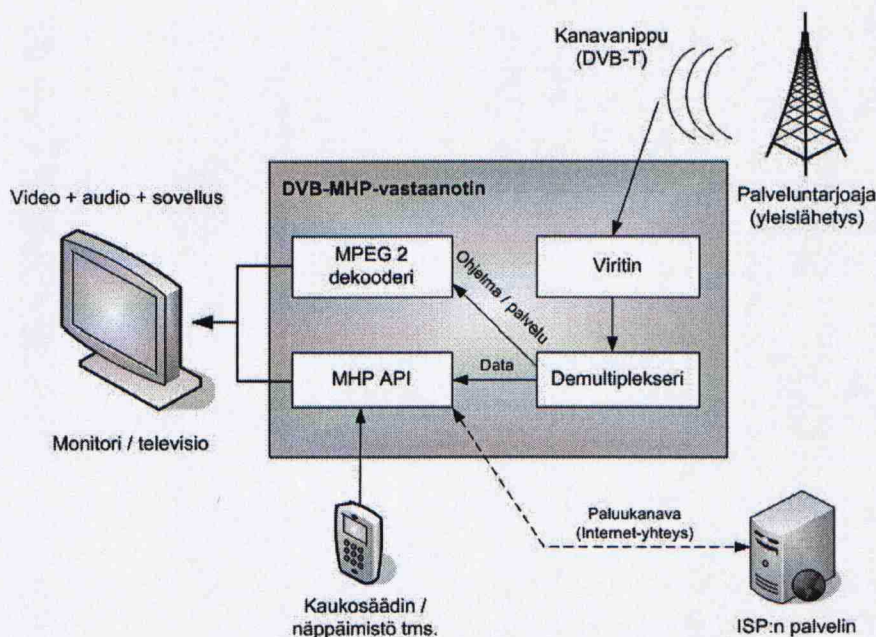 Kanavanippu
(DVB-T)
Palveluntarjoaja
(yleislähetys)
DVB-MHP-vastaanotin
Video + audio + sovellus
MPEG 2
dekooderi
Ohjelma / palvelu
Viritin
MHP API
Data
Demultiplekseri
Monitori / televisio
Paluukanava
(Internet-yhteys)
Kaukosäädin /
näppäimistö tms.
ISP:n palvelin